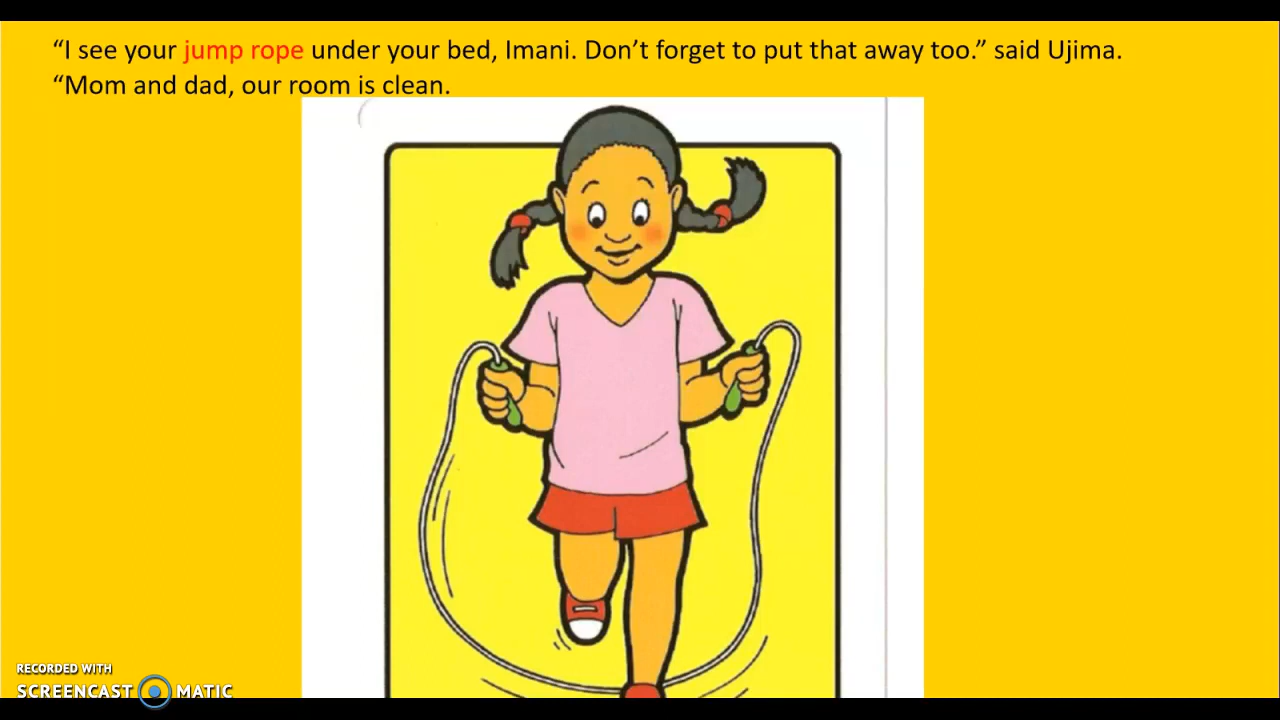 “I see your jump rope under your bed, Imani. Don’t forget to put that away too.” said Ujima.
“Mom and dad, our room is clean.
RECORDED WITH
SCREENCAST MATIC